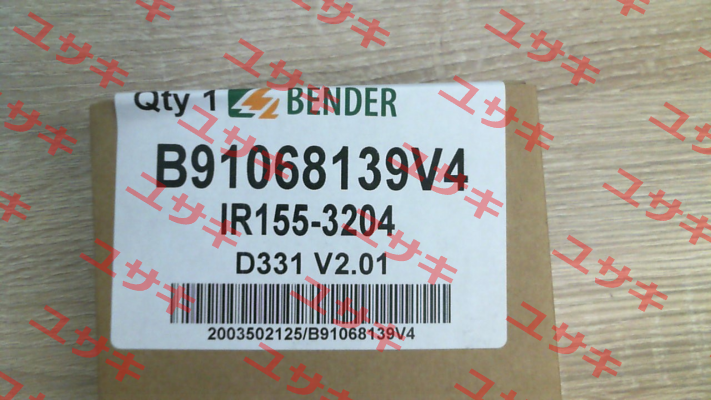 Qty 1 BENDER
B91068139V4
IR155-3204
D331 V2.01
2003502125/B91068139V4
ユサキ